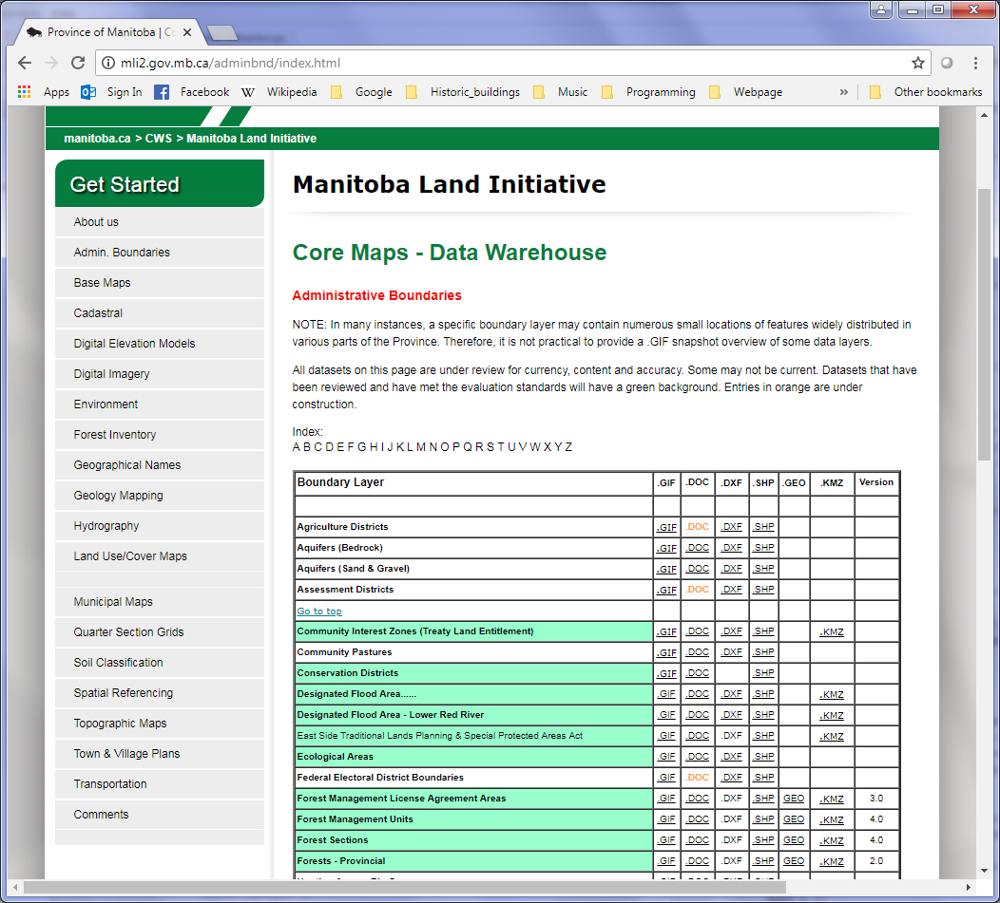 Province of Manitoba | Co
mli2.gov.mb.ca/adminbnd/index.html
Apps Sign In Facebook W Wikipedia Google Historic_buildings Music Programming Webpage » Other bookmarks
manitoba.ca > CWS > Manitoba Land Initiative
Get Started
About us
Admin. Boundaries
Base Maps
Cadastral
Digital Elevation Models
Digital Imagery
Environment
Forest Inventory
Geographical Names
Geology Mapping
Hydrography
Land Use/Cover Maps
Municipal Maps
Quarter Section Grids
Soil Classification
Spatial Referencing
Topographic Maps
Town & Village Plans
Transportation
Comments
Manitoba Land Initiative
Core Maps - Data Warehouse
Administrative Boundaries
NOTE: In many instances, a specific boundary layer may contain numerous small locations of features widely distributed in
various parts of the Province. Therefore, it is not practical to provide a .GIF snapshot overview of some data layers.
All datasets on this page are under review for currency, content and accuracy. Some may not be current. Datasets that have
been reviewed and have met the evaluation standards will have a green background. Entries in orange are under
construction.
Index:
A B C D E F G H I J K L M N O P Q R S T U V W X Y Z
Boundary Layer .GIF .DOC .DXF .SHP .GEO .KMZ Version
Agriculture Districts .GIF .DOC .DXF .SHP
Aquifers (Bedrock) .GIF .DOC .DXF .SHP
Aquifers (Sand & Gravel) .GIF .DOC .DXF .SHP
Assessment Districts .GIF .DOC .DXF .SHP
Go to top
Community Interest Zones (Treaty Land Entitlement) .GIF .DOC .DXF .SHP .KMZ
Community Pastures .GIF .DOC .DXF .SHP
Conservation Districts .GIF .DOC .SHP
Designated Flood Area...... .GIF .DOC .DXF .SHP .KMZ
Designated Flood Area - Lower Red River .GIF .DOC .DXF .SHP .KMZ
East Side Traditional Lands Planning & Special Protected Areas Act .GIF .DOC .DXF .SHP .KMZ
Ecological Areas .GIF .DOC .DXF .SHP
Federal Electoral District Boundaries .GIF .DOC .DXF .SHP
Forest Management License Agreement Areas .GIF .DOC .DXF .SHP GEO .KMZ 3.0
Forest Management Units .GIF .DOC .DXF .SHP GEO .KMZ 4.0
Forest Sections .GIF .DOC .DXF .SHP GEO .KMZ 4.0
Forests - Provincial .GIF .DOC .DXF .SHP GEO .KMZ 2.0